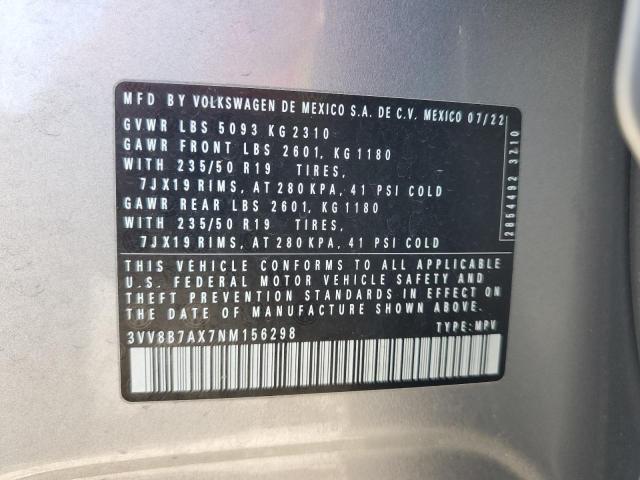 MFD BY VOLKSWAGEN DE MEXICO S.A. DE C.V. MEXICO 07/22
GVWR LBS 5093 KG 2310
GAWR FRONT LBS 2601, KG 1180
WITH 235/50 R19 TIRES,
7JX19 RIMS, AT 280 KPA, 41 PSI COLD
GAWR REAR LBS 2601, KG 1180
WITH 235/50 R19 TIRES,
7JX19 RIMS, AT 280 KPA, 41 PSI COLD
2854492 3210
THIS VEHICLE CONFORMS TO ALL APPLICABLE
U.S. FEDERAL MOTOR VEHICLE SAFETY AND
THEFT PREVENTION STANDARDS IN EFFECT ON
THE DATE OF MANUFACTURE SHOWN ABOVE.
3VV8B7AX7NM156298 TYPE: MPV